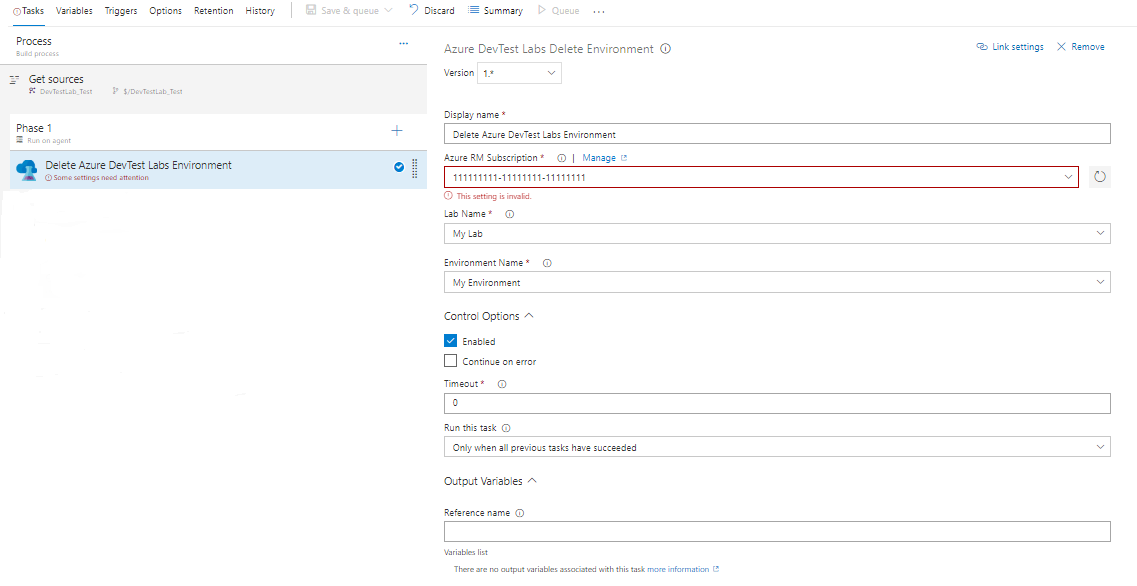 Tasks Variables Triggers Options Retention History Save & queue Discard Summary Queue ...
Process ...
Build process
Get sources
DevTestLab_Test $/DevTestLab_Test
Phase 1
Run on agent
Delete Azure DevTest Labs Environment
Some settings need attention
Azure DevTest Labs Delete Environment Link settings Remove
Version 1.*
Display name *
Delete Azure DevTest Labs Environment
Azure RM Subscription * | Manage
111111111-11111111-11111111
This setting is invalid.
Lab Name *
My Lab
Environment Name *
My Environment
Control Options
Enabled
Continue on error
Timeout *
0
Run this task
Only when all previous tasks have succeeded
Output Variables
Reference name
Variables list
There are no output variables associated with this task more information